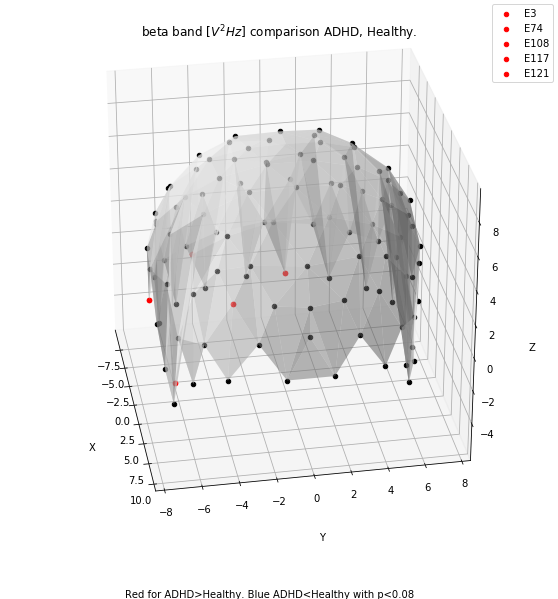 E3
E74
E108
E117
E121
beta band [$V^2Hz$] comparison ADHD, Healthy.
8
6
4
2
0
−2
−4
Z
−7.5
−5.0
−2.5
0.0
2.5
5.0
7.5
10.0
X
−8
−6
−4
−2
0
2
4
6
8
Y
Red for ADHD>Healthy. Blue ADHD<Healthy with p<0.08